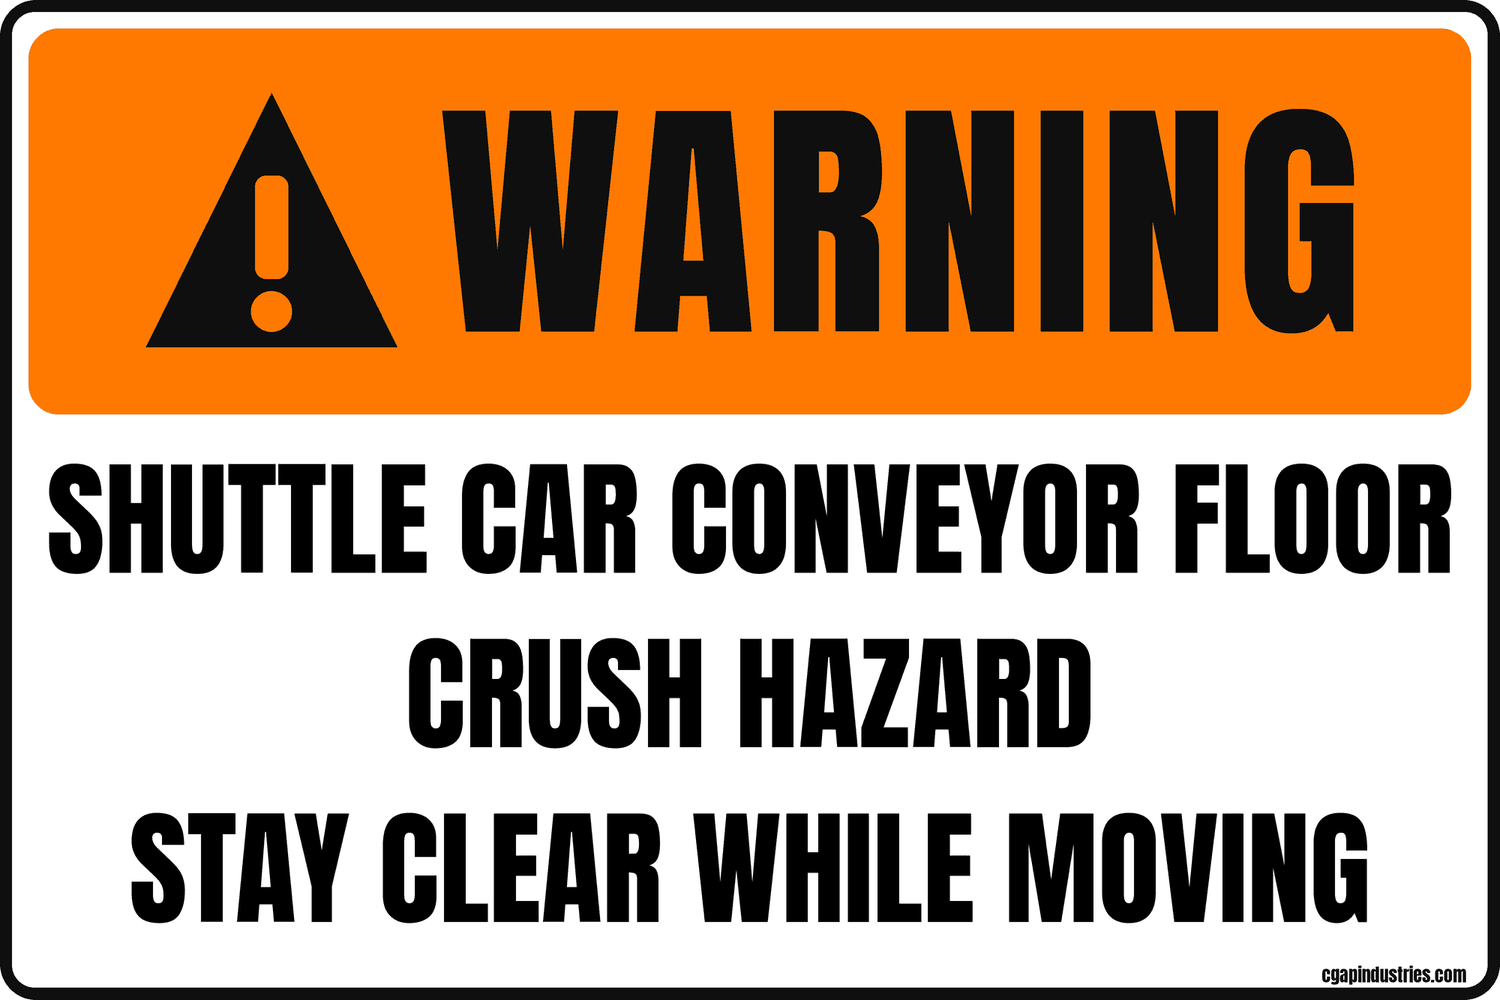 WARNING
SHUTTLE CAR CONVEYOR FLOOR
CRUSH HAZARD
STAY CLEAR WHILE MOVING
cgapindustries.com